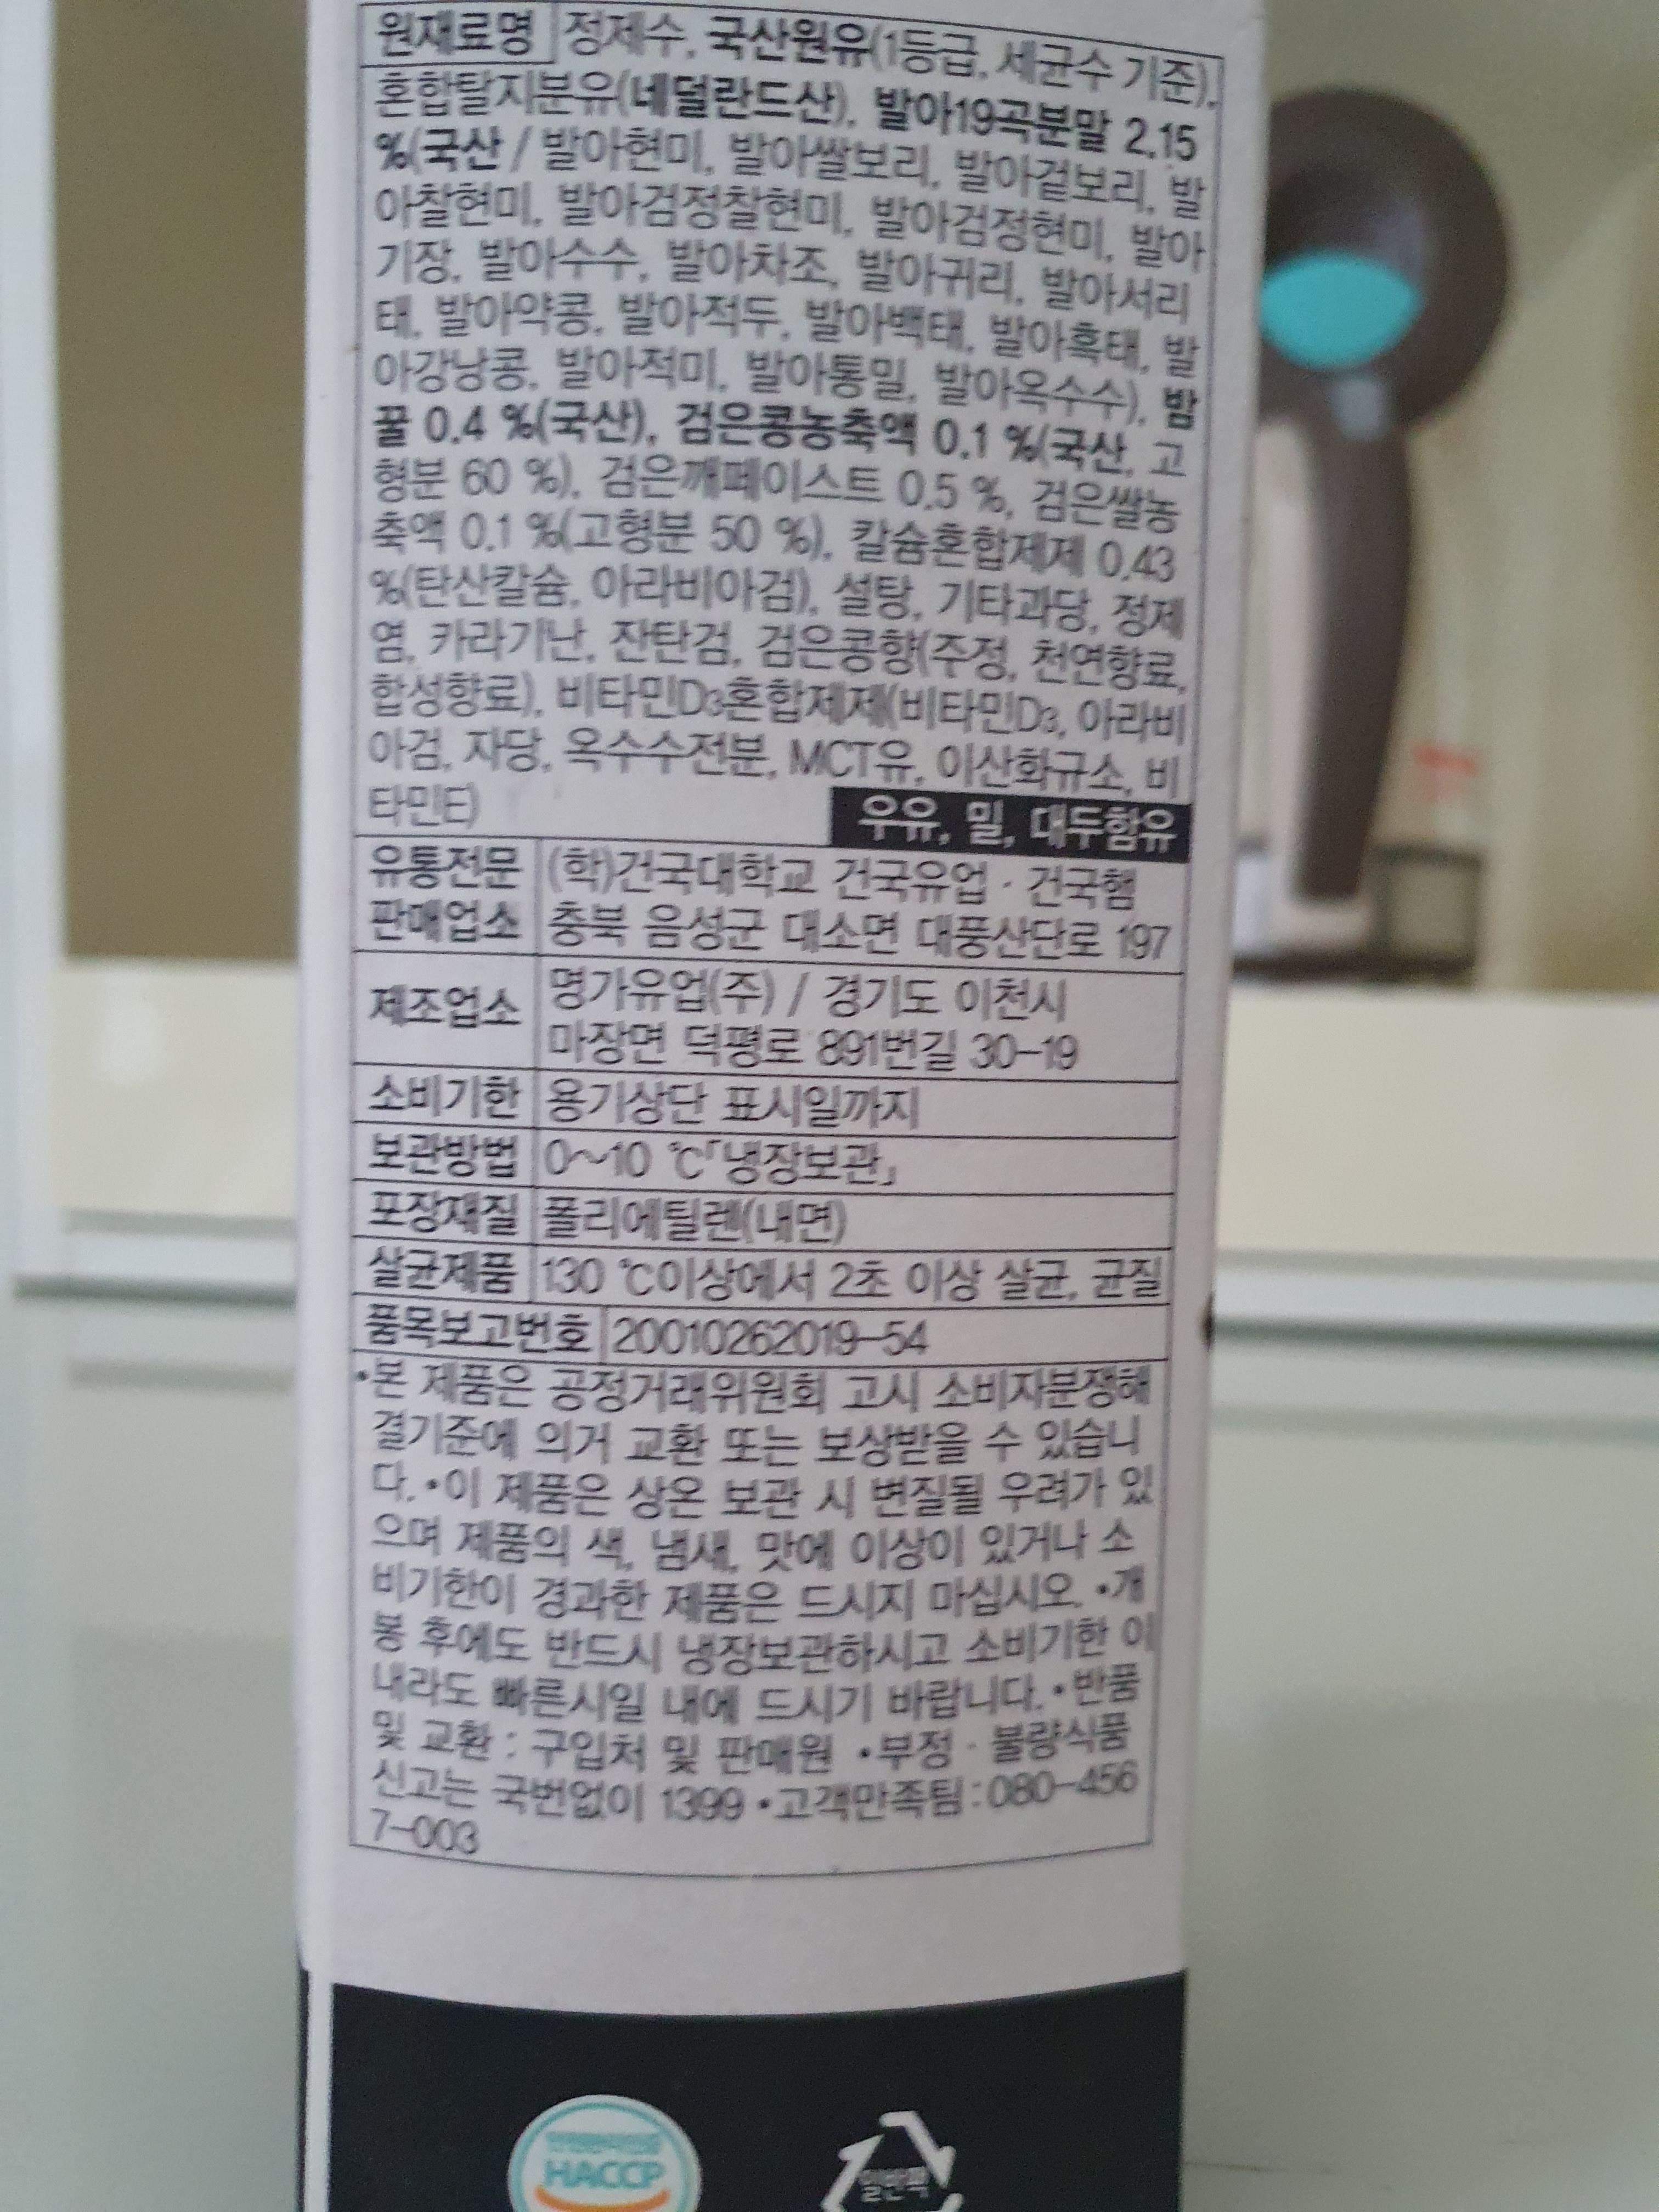 원재료명 정제수, 국산원유(1등급, 세균수 기준),
혼합탈지분유(네덜란드산), 발아19곡분말 2.15
%(국산 / 발아현미, 발아쌀보리, 발아겉보리, 발
아찰현미, 발아검정찰현미, 발아검정현미, 발아
기장, 발아수수, 발아차조, 발아귀리, 발아서리
태, 발아약콩, 발아적두, 발아백태, 발아흑태, 발
아강낭콩, 발아적미, 발아통밀, 발아옥수수), 밤
꿀 0.4 %(국산), 검은콩농축액 0.1 %(국산, 고
형분 60 %), 검은깨페이스트 0.5 %, 검은쌀농
축액 0.1 %(고형분 50 %), 칼슘혼합제제 0.43
%(탄산칼슘, 아라비아검), 설탕, 기타과당, 정제
염, 카라기난, 잔탄검, 검은콩향(주정, 천연향료,
합성향료), 비타민D3혼합제제(비타민D3, 아라비
아검, 자당, 옥수수전분, MCT유, 이산화규소, 비
타민E) 우유, 밀, 대두함유
유통전문 (학)건국대학교 건국유업 · 건국햄
판매업소 충북 음성군 대소면 대풍산단로 197
제조업소 명가유업(주) / 경기도 이천시
마장면 덕평로 891번길 30-19
소비기한 용기상단 표시일까지
보관방법 0~10 ℃「냉장보관」
포장재질 폴리에틸렌(내면)
살균제품 130 ℃이상에서 2초 이상 살균, 균질
품목보고번호 20010262019-54
•본 제품은 공정거래위원회 고시 소비자분쟁해
결기준에 의거 교환 또는 보상받을 수 있습니
다. •이 제품은 상온 보관 시 변질될 우려가 있
으며 제품의 색, 냄새, 맛에 이상이 있거나 소
비기한이 경과한 제품은 드시지 마십시오. •개
봉 후에도 반드시 냉장보관하시고 소비기한 이
내라도 빠른시일 내에 드시기 바랍니다. •반품
및 교환 : 구입처 및 판매원 •부정 · 불량식품
신고는 국번없이 1399 •고객만족팀 : 080-456
7-003
HACCP
일반팩